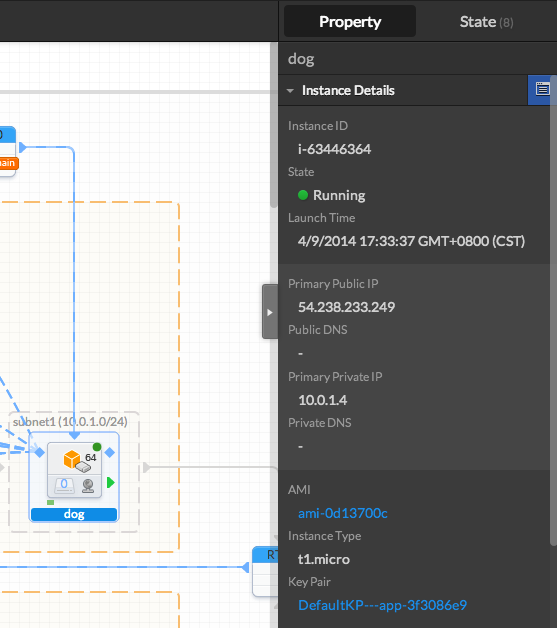 Property
State (8)
dog
Instance Details
Instance ID
i-63446364
State
Running
Launch Time
4/9/2014 17:33:37 GMT+0800 (CST)
Primary Public IP
54.238.233.249
Public DNS
-
Primary Private IP
10.0.1.4
Private DNS
-
AMI
ami-0d13700c
Instance Type
t1.micro
Key Pair
DefaultKP---app-3f3086e9
subnet1 (10.0.1.0/24)
64
0
dog
RT